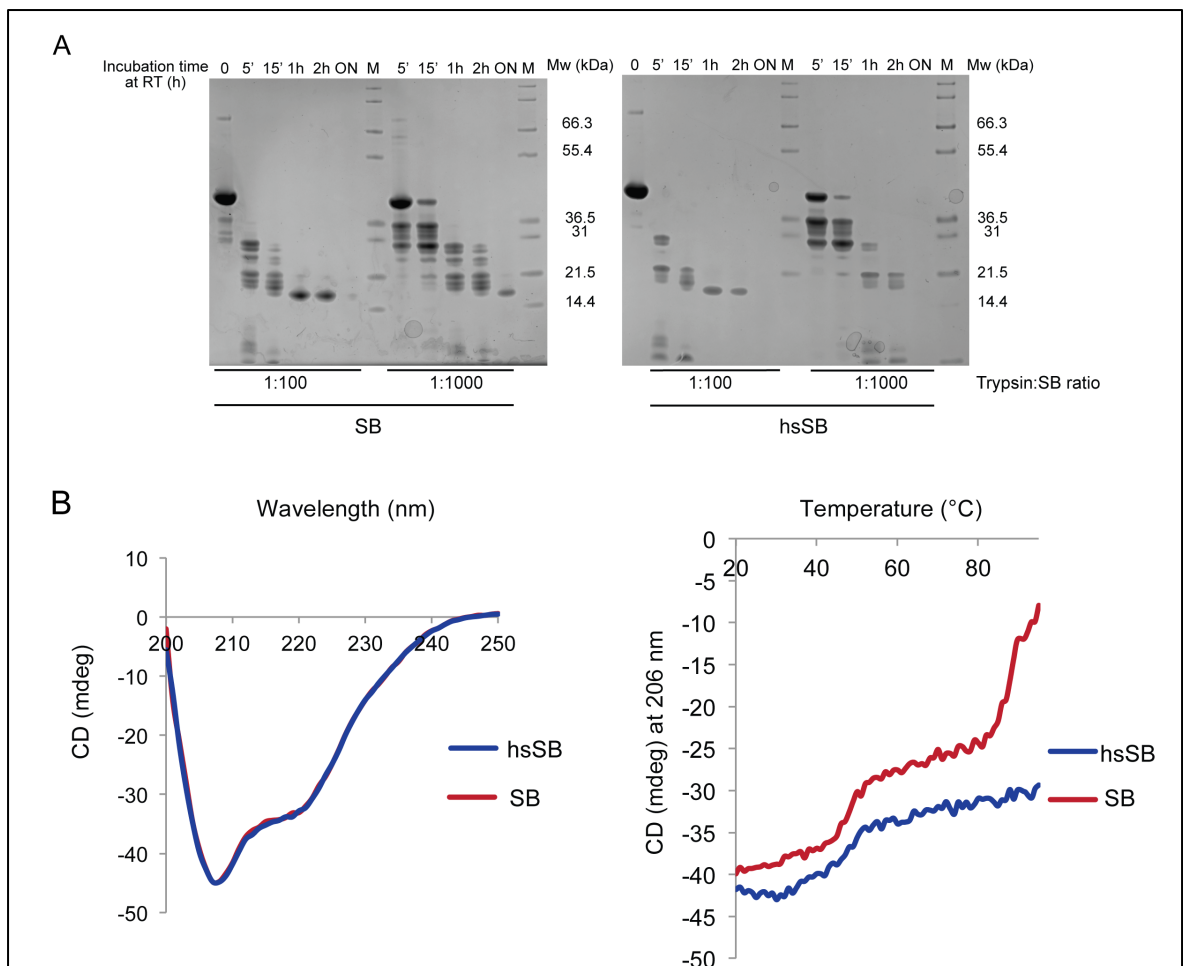 A
Incubation time
at RT (h)
0 5' 15' 1h 2h ON M 5' 15' 1h 2h ON M Mw (kDa)
0 5' 15' 1h 2h ON M 5' 15' 1h 2h ON M Mw (kDa)
66.3
55.4
36.5
31
21.5
14.4
66.3
55.4
36.5
31
21.5
14.4
1:100 1:1000
1:100 1:1000 Trypsin:SB ratio
SB
hsSB
B
Wavelength (nm)
10
0
200 210 220 230 240 250
-10
-20
-30
-40
-50
CD (mdeg)
hsSB
SB
Temperature (°C)
0
20 40 60 80
-5
-10
-15
-20
-25
-30
-35
-40
-45
-50
CD (mdeg) at 206 nm
hsSB
SB